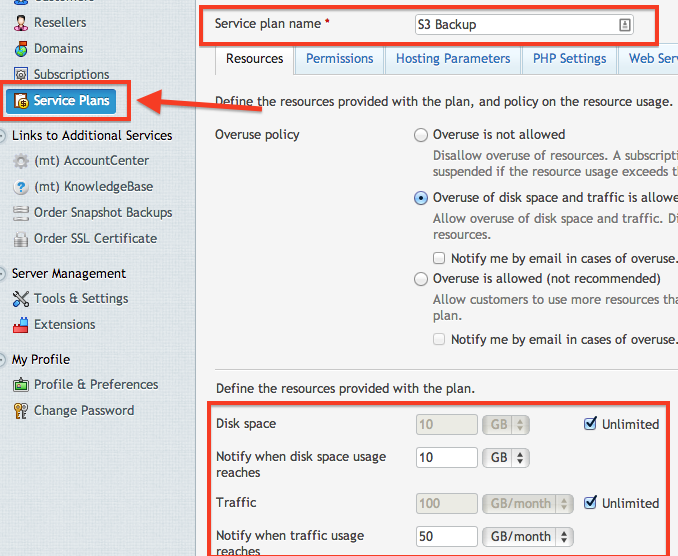 Customers
Resellers
Domains
Subscriptions
Service Plans
Links to Additional Services
(mt) AccountCenter
(mt) KnowledgeBase
Order Snapshot Backups
Order SSL Certificate
Server Management
Tools & Settings
Extensions
My Profile
Profile & Preferences
Change Password
Service plan name * S3 Backup
Resources Permissions Hosting Parameters PHP Settings Web Serv
Define the resources provided with the plan, and policy on the resource usage.
Overuse policy Overuse is not allowed
Disallow overuse of resources. A subscripti
suspended if the resource usage exceeds th
Overuse of disk space and traffic is allowe
Allow overuse of disk space and traffic. Di
resources.
Notify me by email in cases of overuse.
Overuse is allowed (not recommended)
Allow customers to use more resources tha
plan.
Notify me by email in cases of overuse.
Define the resources provided with the plan.
Disk space 10 GB Unlimited
Notify when disk space usage
reaches 10 GB
Traffic 100 GB/month Unlimited
Notify when traffic usage
reaches 50 GB/month